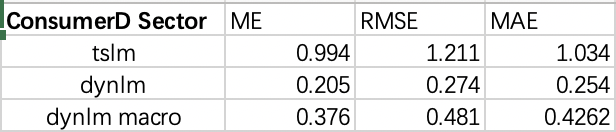 ConsumerD Sector ME RMSE MAE
tslm 0.994 1.211 1.034
dynlm 0.205 0.274 0.254
dynlm macro 0.376 0.481 0.4262